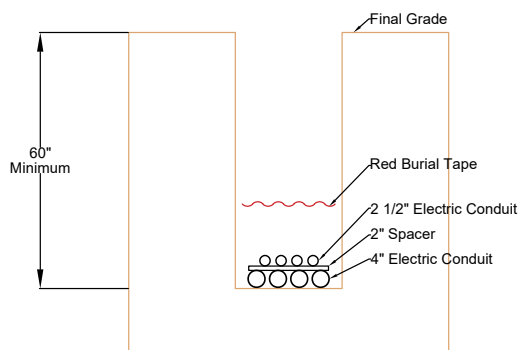 Final Grade
60"
Minimum
Red Burial Tape
2 1/2" Electric Conduit
2" Spacer
4" Electric Conduit